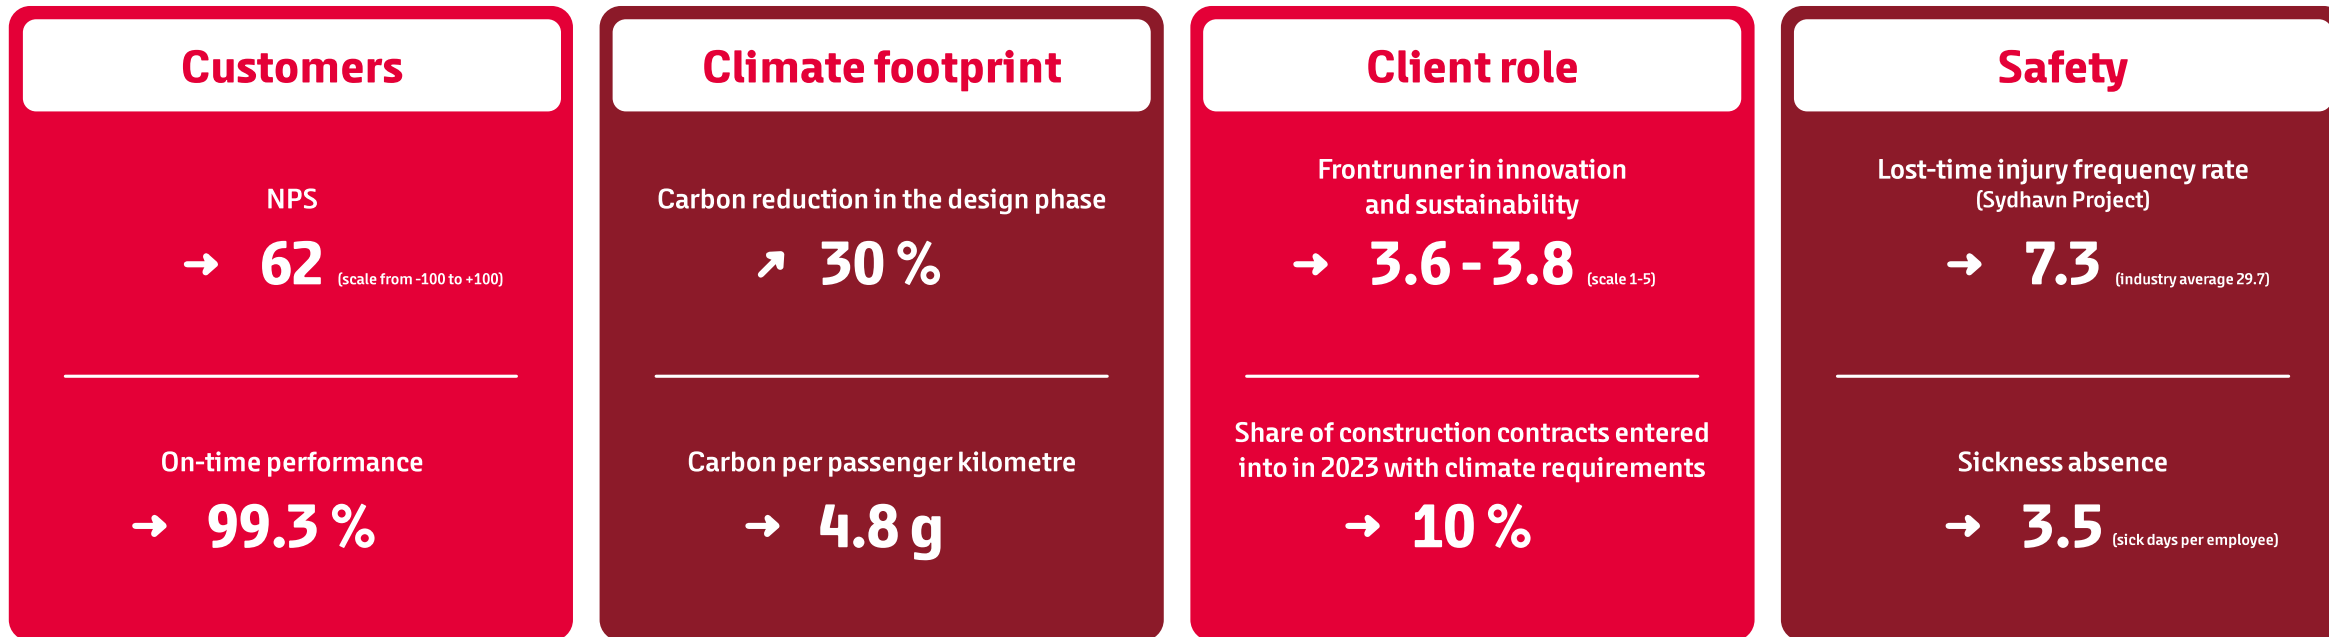 Customers
NPS
➜ 62 (scale from -100 to +100)
On-time performance
➜ 99.3 %
Climate footprint
Carbon reduction in the design phase
↗ 30 %
Carbon per passenger kilometre
➜ 4.8 g
Client role
Frontrunner in innovation
and sustainability
➜ 3.6 - 3.8 (scale 1-5)
Share of construction contracts entered
into in 2023 with climate requirements
➜ 10 %
Safety
Lost-time injury frequency rate
(Sydhavn Project)
➜ 7.3 (industry average 29.7)
Sickness absence
➜ 3.5 (sick days per employee)